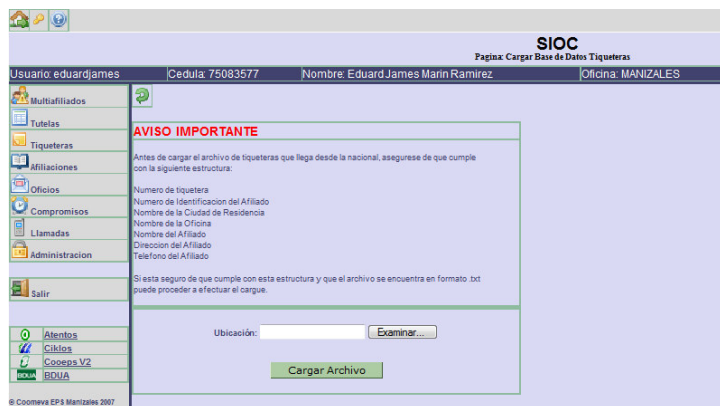 SIOC
Pagina: Cargar Base de Datos Tiqueteras
Usuario: eduardjames Cedula: 75083577 Nombre: Eduard James Marin Ramirez Oficina: MANIZALES
Multiafiliados
Tutelas
Tiqueteras
Afiliaciones
Oficios
Compromisos
Llamadas
Administracion
Salir
Atentos
Ciklos
Cooeps V2
BDUA BDUA
© Coomeva EPS Manizales 2007
AVISO IMPORTANTE
Antes de cargar el archivo de tiqueteras que llega desde la nacional, asegurese de que cumple
con la siguiente estructura:
Numero de tiquetera
Numero de Identificacion del Afiliado
Nombre de la Ciudad de Residencia
Nombre de la Oficina
Nombre del Afiliado
Direccion del Afiliado
Telefono del Afiliado
Si esta seguro de que cumple con esta estructura y que el archivo se encuentra en formato .txt
puede proceder a efectuar el cargue.
Ubicación: Examinar...
Cargar Archivo